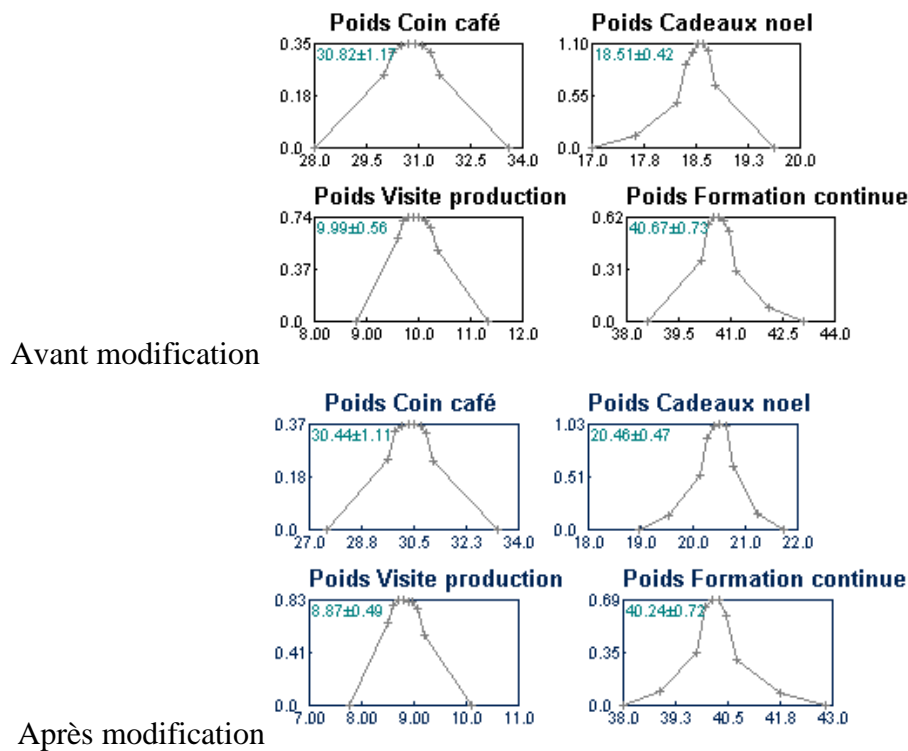 Poids Coin café
0.35
30.82±1.17
0.18
0.0
28.0 29.5 31.0 32.5 34.0
Poids Cadeaux noel
1.10
18.51±0.42
0.55
0.0
17.0 17.8 18.5 19.3 20.0
Poids Visite production
0.74
9.99±0.56
0.37
0.0
8.00 9.00 10.0 11.0 12.0
Poids Formation continue
0.62
40.67±0.73
0.31
0.0
38.0 39.5 41.0 42.5 44.0
Avant modification
Poids Coin café
0.37
30.44±1.11
0.18
0.0
27.0 28.8 30.5 32.3 34.0
Poids Cadeaux noel
1.03
20.46±0.47
0.51
0.0
18.0 19.0 20.0 21.0 22.0
Poids Visite production
0.83
8.87±0.49
0.41
0.0
7.00 8.00 9.00 10.0 11.0
Poids Formation continue
0.69
40.24±0.72
0.35
0.0
38.0 39.3 40.5 41.8 43.0
Après modification